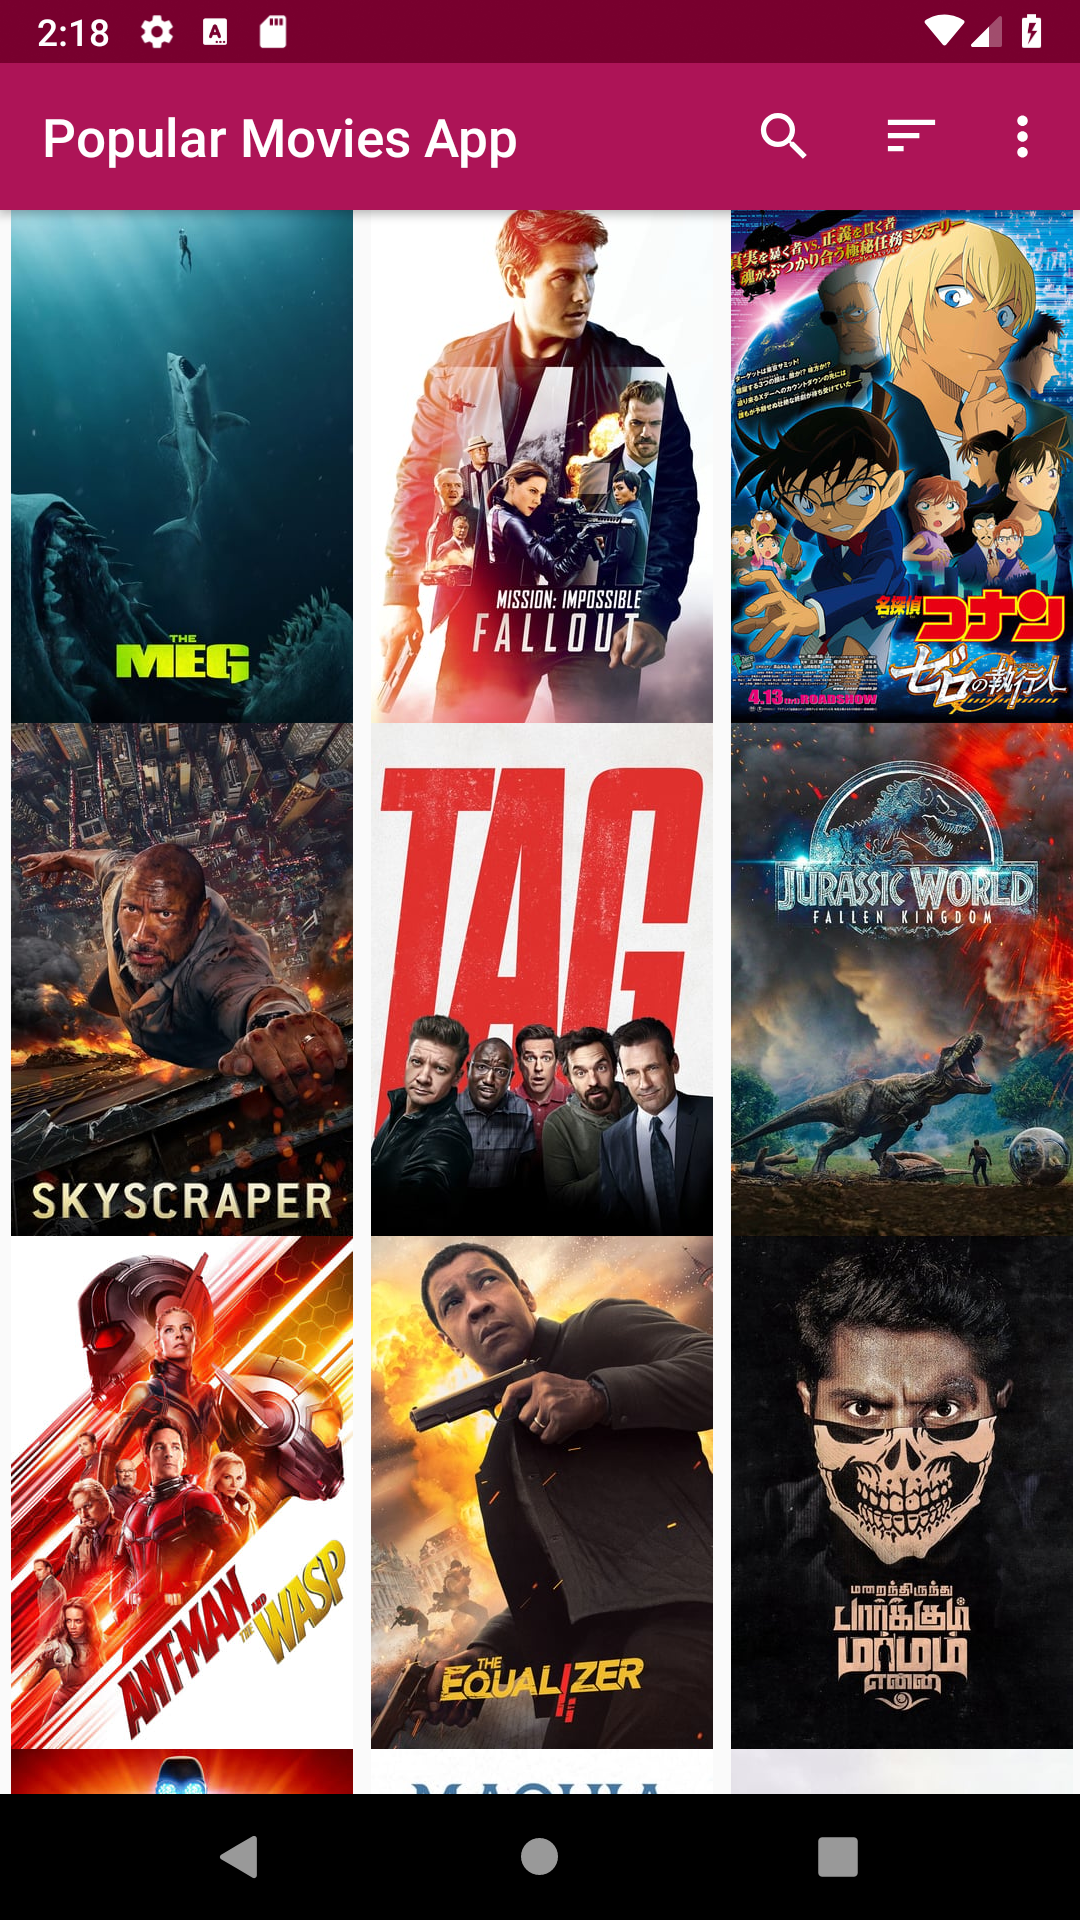 2:18
Popular Movies App
THE
MEG
MISSION: IMPOSSIBLE
FALLOUT
真実を暴く者VS.正義を貫く者
魂がぶつかり合う極秘任務ミステリー
名探偵
コナン
ゼロの執行人
4.13 ROADSHOW
SKYSCRAPER
TAG
JURASSIC WORLD
FALLEN KINGDOM
ANT-MAN
AND
THE WASP
THE
EQUALIZER
II
மறைந்திருந்து
பார்க்கும்
மர்மம்
என்ன